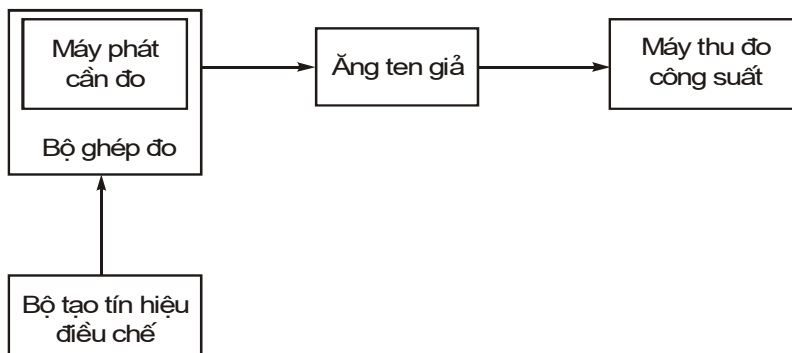 Máy phát
cần đo
Bộ ghép đo
Ăng ten giả
Máy thu đo
công suất
Bộ tạo tín hiệu
điều chế